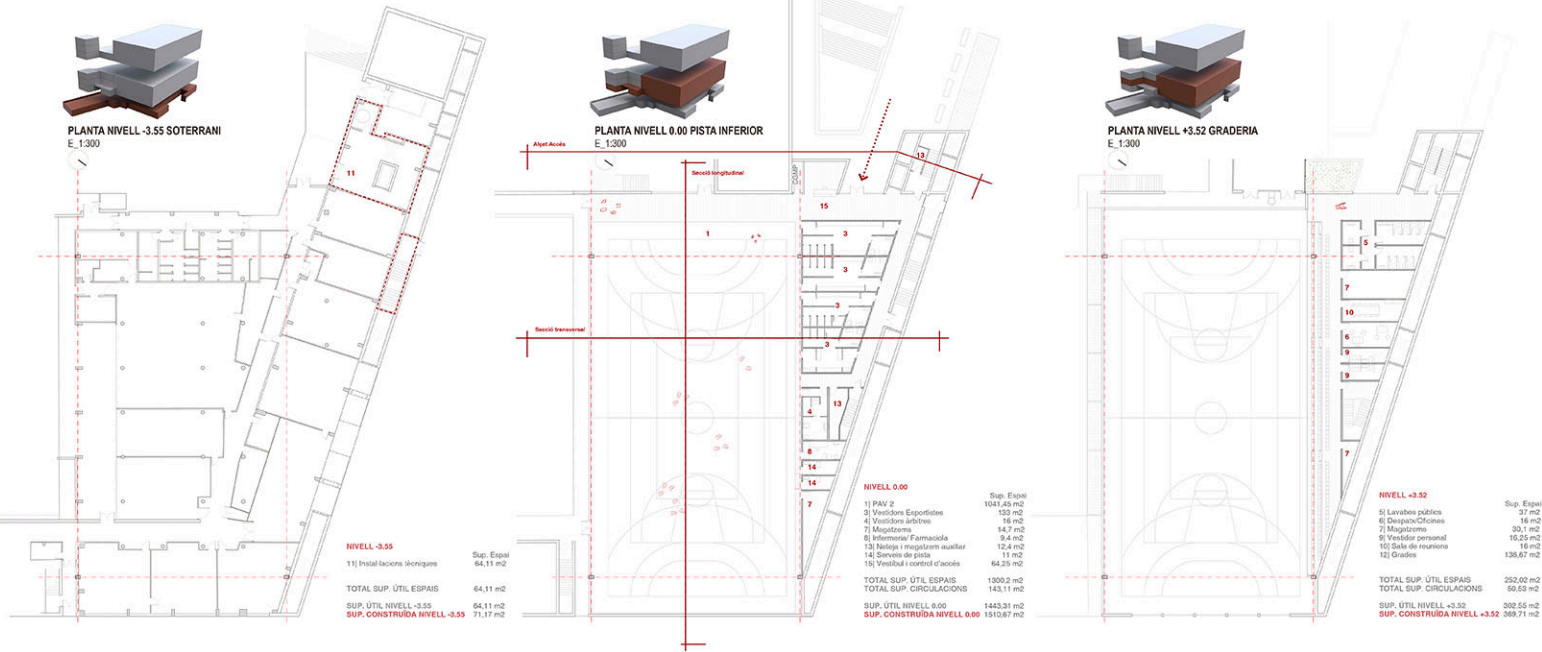 PLANTA NIVELL -3.55 SOTERRANI
E_1:300
11
NIVELL -3.55
Sup. Espai
11| Instal·lacions tècniques 64,11 m2
TOTAL SUP. ÚTIL ESPAIS 64,11 m2
SUP. ÚTIL NIVELL -3.55 64,11 m2
SUP. CONSTRUÏDA NIVELL -3.55 71,17 m2
PLANTA NIVELL 0.00 PISTA INFERIOR
E_1:300
Alçat Accés
Secció longitudinal
COMP
13
15
1
3
3
3
Secció transversal
3
4
13
8
14
14
7
NIVELL 0.00
Sup. Espai
1| PAV 2 1041,45 m2
3| Vestidors Esportistes 133 m2
4| Vestidors àrbitres 16 m2
7| Magatzems 14,7 m2
8| Infermeria/ Farmaciola 9,4 m2
13| Neteja i magatzem auxiliar 12,4 m2
14| Serveis de pista 11 m2
15| Vestíbul i control d'accés 64,25 m2
TOTAL SUP. ÚTIL ESPAIS 1300,2 m2
TOTAL SUP. CIRCULACIONS 143,11 m2
SUP. ÚTIL NIVELL 0.00 1443,31 m2
SUP. CONSTRUÏDA NIVELL 0.00 1510,67 m2
PLANTA NIVELL +3.52 GRADERIA
E_1:300
5
7
10
6
9
9
7
NIVELL +3.52
Sup. Espai
5| Lavabos públics 37 m2
6| Despatx/Oficines 16 m2
7| Magatzems 30,1 m2
9| Vestidor personal 16,25 m2
10| Sala de reunions 16 m2
12| Grades 136,67 m2
TOTAL SUP. ÚTIL ESPAIS 252,02 m2
TOTAL SUP. CIRCULACIONS 50,53 m2
SUP. ÚTIL NIVELL +3.52 302,55 m2
SUP. CONSTRUÏDA NIVELL +3.52 369,71 m2